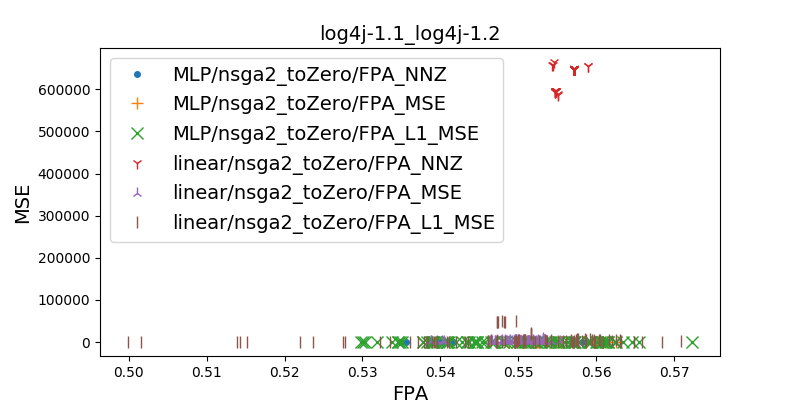 log4j-1.1_log4j-1.2
MLP/nsga2_toZero/FPA_NNZ
MLP/nsga2_toZero/FPA_MSE
MLP/nsga2_toZero/FPA_L1_MSE
linear/nsga2_toZero/FPA_NNZ
linear/nsga2_toZero/FPA_MSE
linear/nsga2_toZero/FPA_L1_MSE
MSE
600000
500000
400000
300000
200000
100000
0
0.50 0.51 0.52 0.53 0.54 0.55 0.56 0.57
FPA